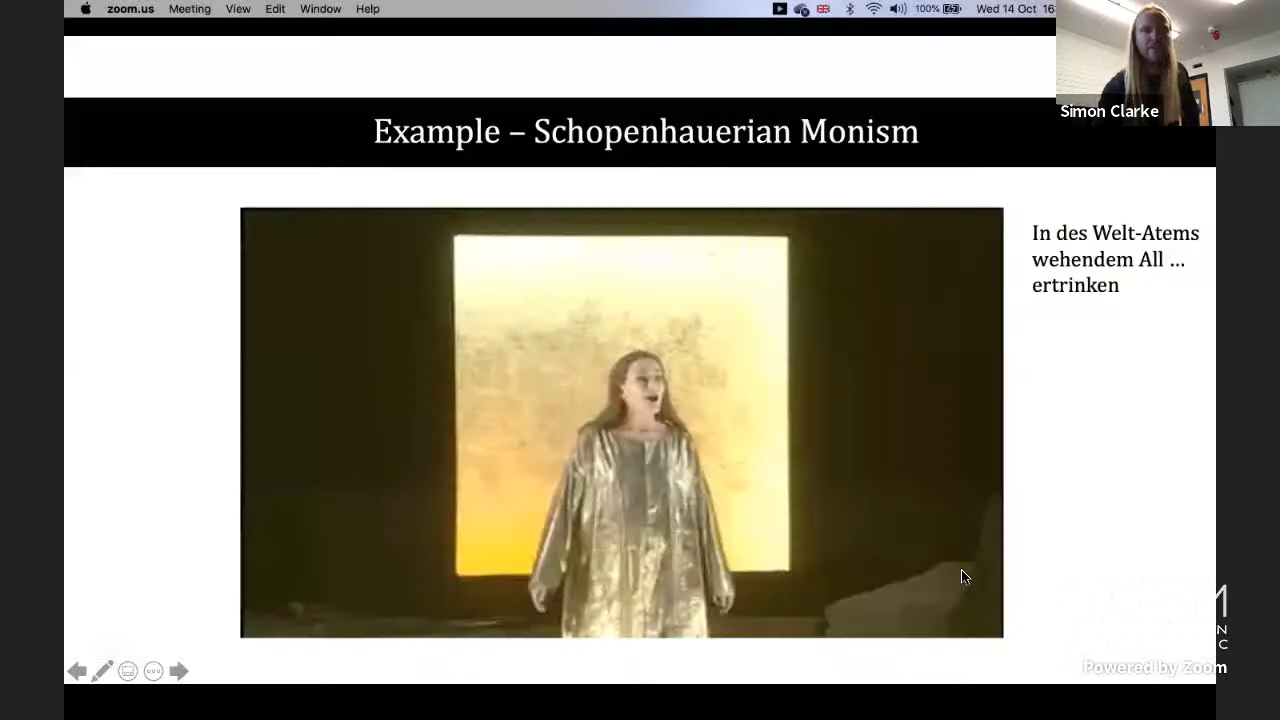 zoom.us Meeting View Edit Window Help 100% Wed 14 Oct 16
Simon Clarke
Example – Schopenhauerian Monism
In des Welt-Atems
wehendem All ...
ertrinken
M
N
C
Powered by Zoom